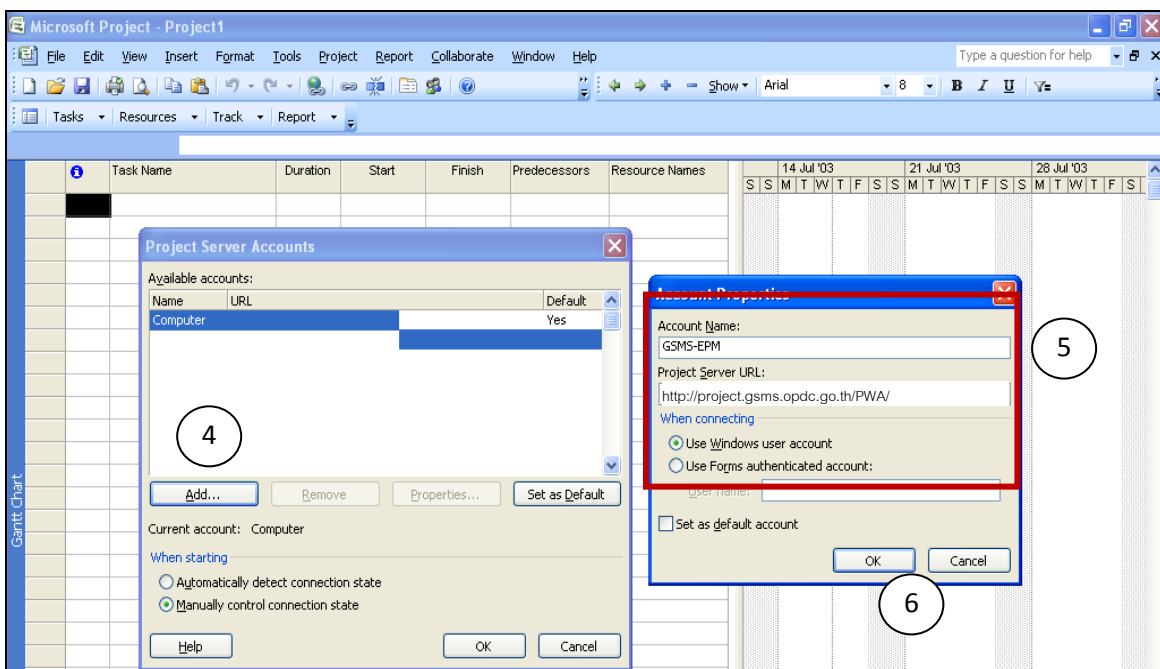 Microsoft Project - Project1
File Edit View Insert Format Tools Project Report Collaborate Window Help Type a question for help
Show Arial 8 B I U
Tasks Resources Track Report
Task Name Duration Start Finish Predecessors Resource Names 14 Jul '03 21 Jul '03 28 Jul '03
S S M T W T F S S M T W T F S S M T W T F S
Project Server Accounts
Available accounts:
Name URL Default
Computer Yes
4
Add... Remove Properties... Set as Default
Current account: Computer
When starting
Automatically detect connection state
Manually control connection state
Help OK Cancel
Account Properties
Account Name:
GSMS-EPM
5
Project Server URL:
http://project.gsms.opdc.go.th/PWA/
When connecting
Use Windows user account
Use Forms authenticated account:
User name:
Set as default account
OK Cancel
6
Gantt Chart